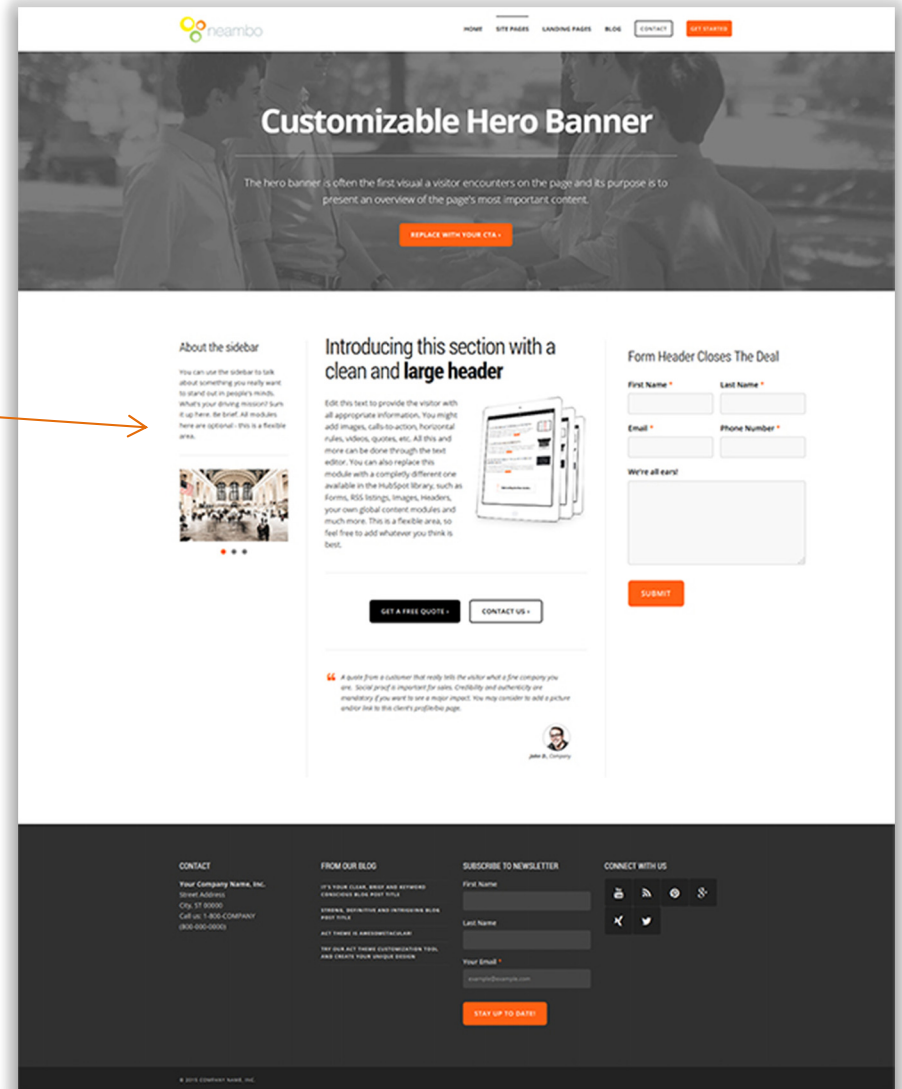 neambo
HOME SITE PAGES LANDING PAGES BLOG CONTACT GET STARTED
Customizable Hero Banner
The hero banner is often the first visual a visitor encounters on the page and its purpose is to
present an overview of the page's most important content.
REPLACE WITH YOUR CTA ›
About the sidebar
You can use the sidebar to talk
about something you really want
to stand out in people's minds.
What's your driving mission? Sum
it up here. Be brief. All modules
here are optional - this is a flexible
area.
Introducing this section with a
clean and large header
Edit this text to provide the visitor with
all appropriate information. You might
add images, calls-to-action, horizontal
rules, videos, quotes, etc. All this and
more can be done through the text
editor. You can also replace this
module with a completly different one
available in the HubSpot library, such as
Forms, RSS listings, Images, Headers,
your own global content modules and
much more. This is a flexible area, so
feel free to add whatever you think is
best.
GET A FREE QUOTE › CONTACT US ›
“ A quote from a customer that really tells the visitor what a fine company you
are. Social proof is important for sales. Credibility and authenticity are
mandatory if you want to see a major impact. You may consider to add a picture
and/or link to this client's profile/bio page.
John D., Company
Form Header Closes The Deal
First Name * Last Name *
Email * Phone Number *
We're all ears!
SUBMIT
CONTACT
Your Company Name, Inc.
Street Address
City, ST 00000
Call us: 1-800-COMPANY
(800-000-0000)
FROM OUR BLOG
IT'S YOUR CLEAR, BRIEF AND KEYWORD
CONSCIOUS BLOG POST TITLE
STRONG, DEFINITIVE AND INTRIGUING BLOG
POST TITLE
ACT THEME IS AWESOMETACULAR!
TRY OUR ACT THEME CUSTOMIZATION TOOL
AND CREATE YOUR UNIQUE DESIGN
SUBSCRIBE TO NEWSLETTER
First Name
Last Name
Your Email *
example@example.com
STAY UP TO DATE!
CONNECT WITH US
© 2015 COMPANY NAME, INC.